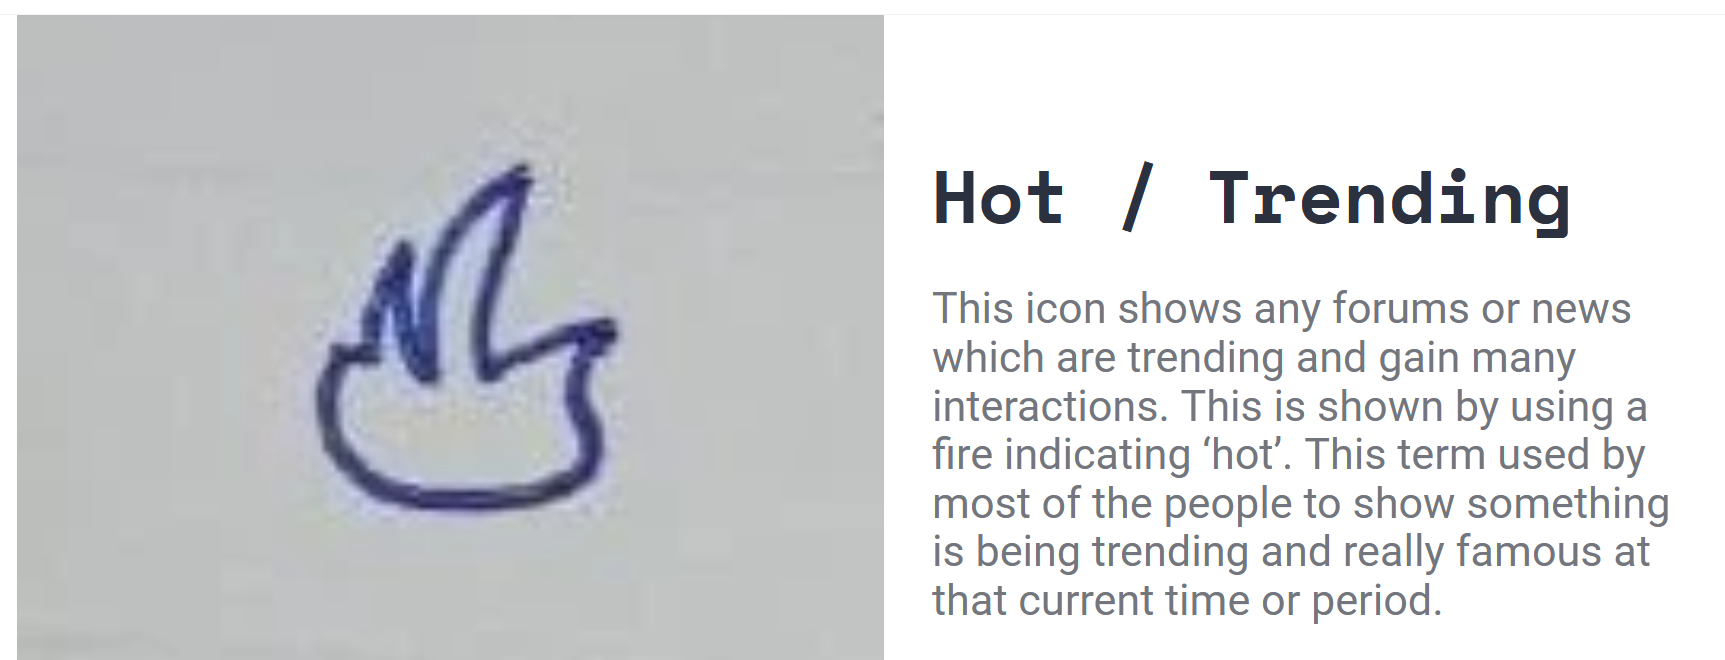 Hot / Trending
This icon shows any forums or news
which are trending and gain many
interactions. This is shown by using a
fire indicating ‘hot’. This term used by
most of the people to show something
is being trending and really famous at
that current time or period.